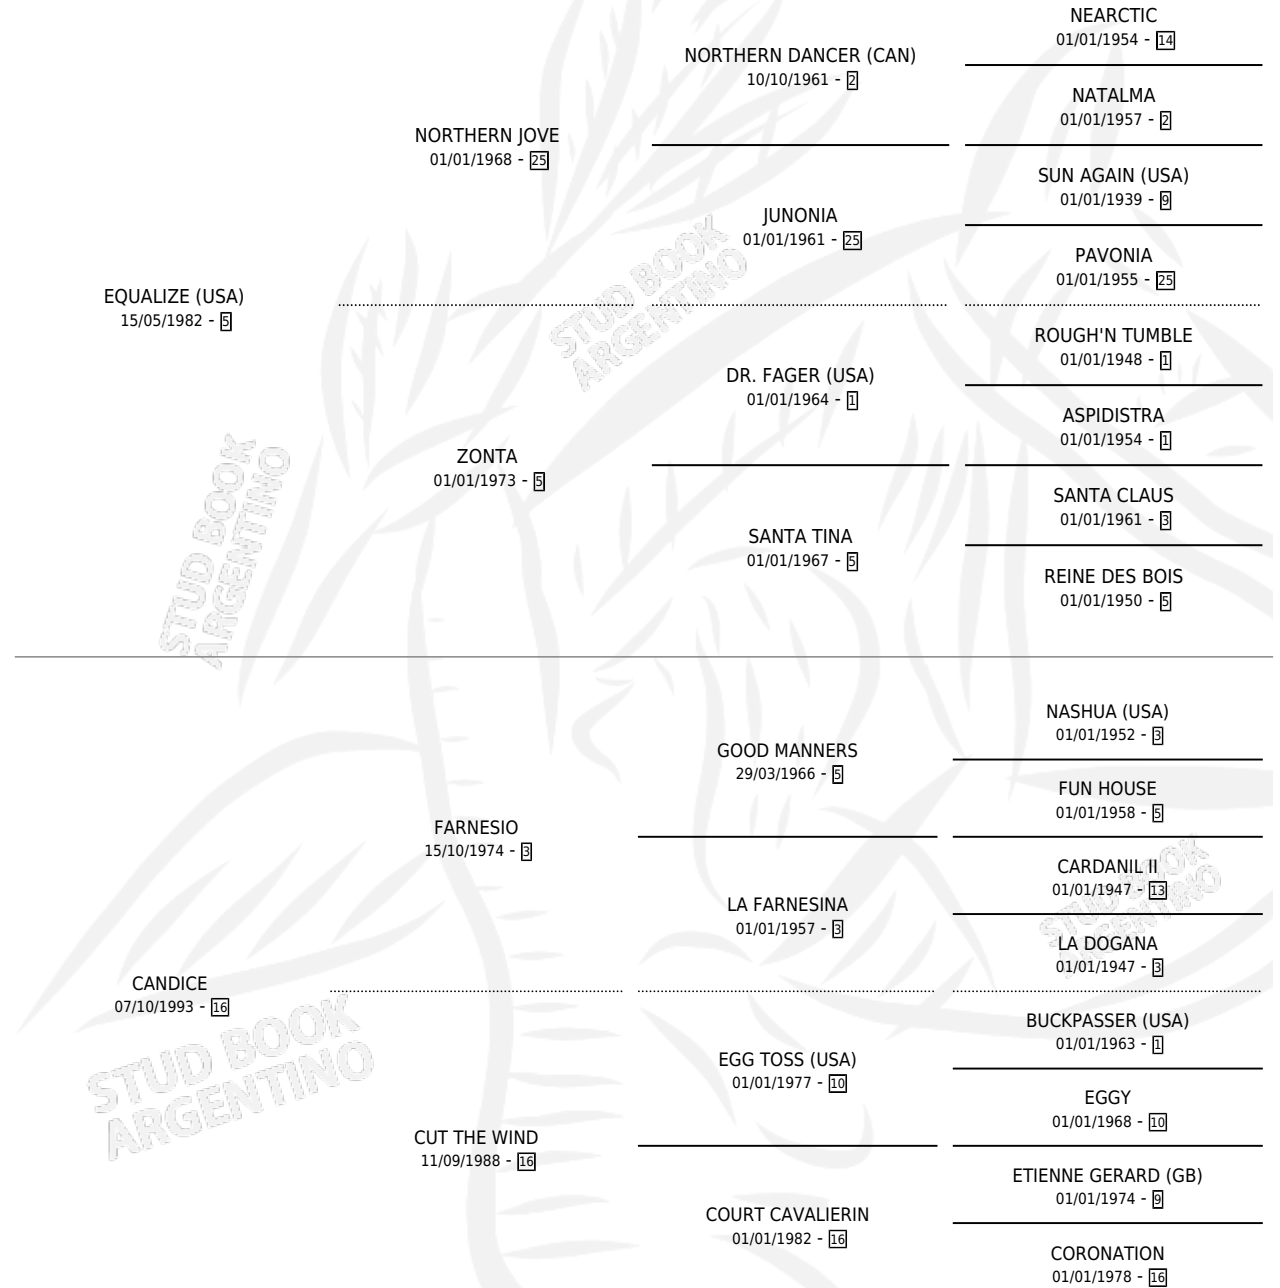 NEARCTIC
01/01/1954 - 14
NORTHERN DANCER (CAN)
10/10/1961 - 2
NATALMA
01/01/1957 - 2
NORTHERN JOVE
01/01/1968 - 25
SUN AGAIN (USA)
01/01/1939 - 9
JUNONIA
01/01/1961 - 25
PAVONIA
01/01/1955 - 25
EQUALIZE (USA)
15/05/1982 - 5
STUD BOOK
ARGENTINO
ROUGH'N TUMBLE
01/01/1948 - 1
DR. FAGER (USA)
01/01/1964 - 1
ASPIDISTRA
01/01/1954 - 1
ZONTA
01/01/1973 - 5
SANTA CLAUS
01/01/1961 - 3
SANTA TINA
01/01/1967 - 5
REINE DES BOIS
01/01/1950 - 5
STUD BOOK
ARGENTINO
NASHUA (USA)
01/01/1952 - 3
GOOD MANNERS
29/03/1966 - 5
FUN HOUSE
01/01/1958 - 5
FARNESIO
15/10/1974 - 3
CARDANIL II
01/01/1947 - 13
LA FARNESINA
01/01/1957 - 3
STUD BOOK
ARGENTINO
LA DOGANA
01/01/1947 - 3
CANDICE
07/10/1993 - 16
BUCKPASSER (USA)
01/01/1963 - 1
EGG TOSS (USA)
01/01/1977 - 10
EGGY
01/01/1968 - 10
STUD BOOK
ARGENTINO
CUT THE WIND
11/09/1988 - 16
ETIENNE GERARD (GB)
01/01/1974 - 9
COURT CAVALIERIN
01/01/1982 - 16
CORONATION
01/01/1978 - 16